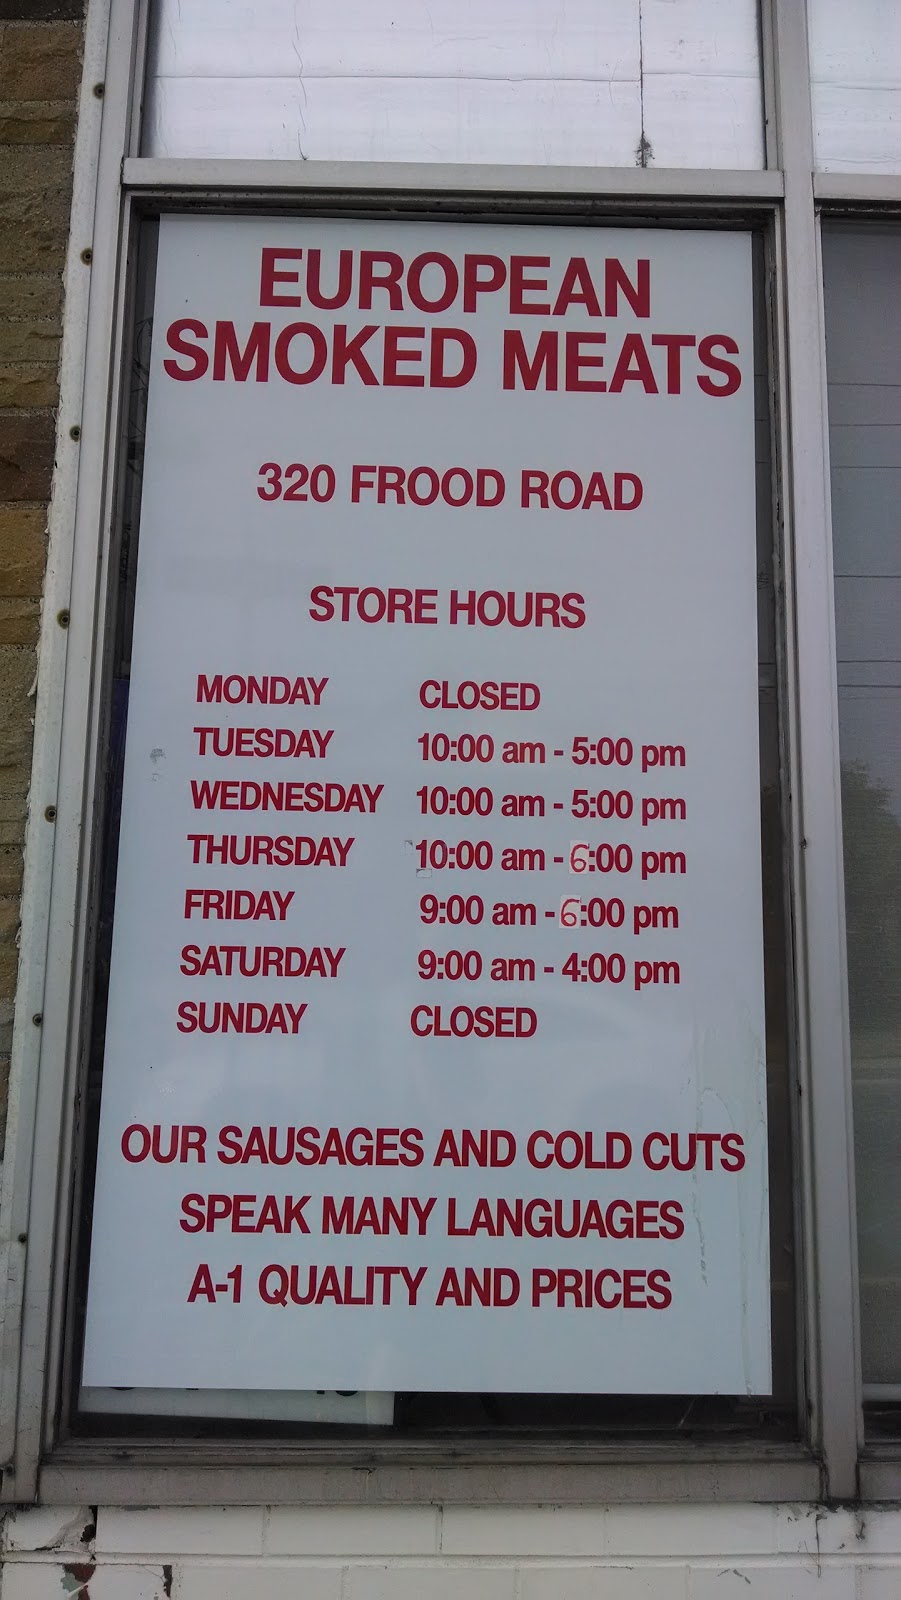 EUROPEAN
SMOKED MEATS
320 FROOD ROAD
STORE HOURS
MONDAY CLOSED
TUESDAY 10:00 am - 5:00 pm
WEDNESDAY 10:00 am - 5:00 pm
THURSDAY 10:00 am - 6:00 pm
FRIDAY 9:00 am - 6:00 pm
SATURDAY 9:00 am - 4:00 pm
SUNDAY CLOSED
OUR SAUSAGES AND COLD CUTS
SPEAK MANY LANGUAGES
A-1 QUALITY AND PRICES